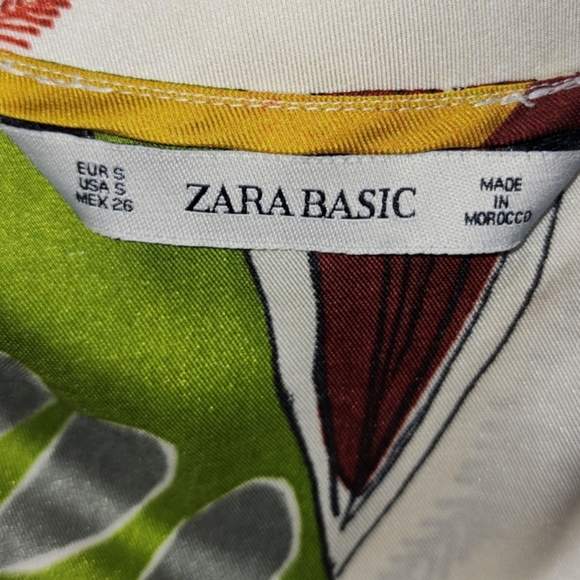 EUR S
USA S
MEX 26
ZARA BASIC
MADE
IN
MOROCCO